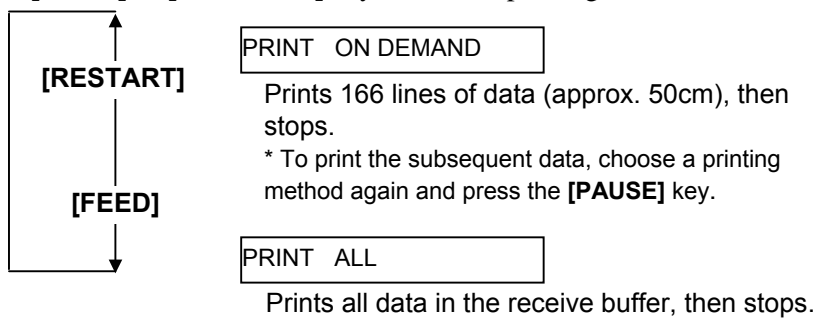 PRINT ON DEMAND
[RESTART]
Prints 166 lines of data (approx. 50cm), then
stops.
* To print the subsequent data, choose a printing
method again and press the [PAUSE] key.
[FEED]
PRINT ALL
Prints all data in the receive buffer, then stops.